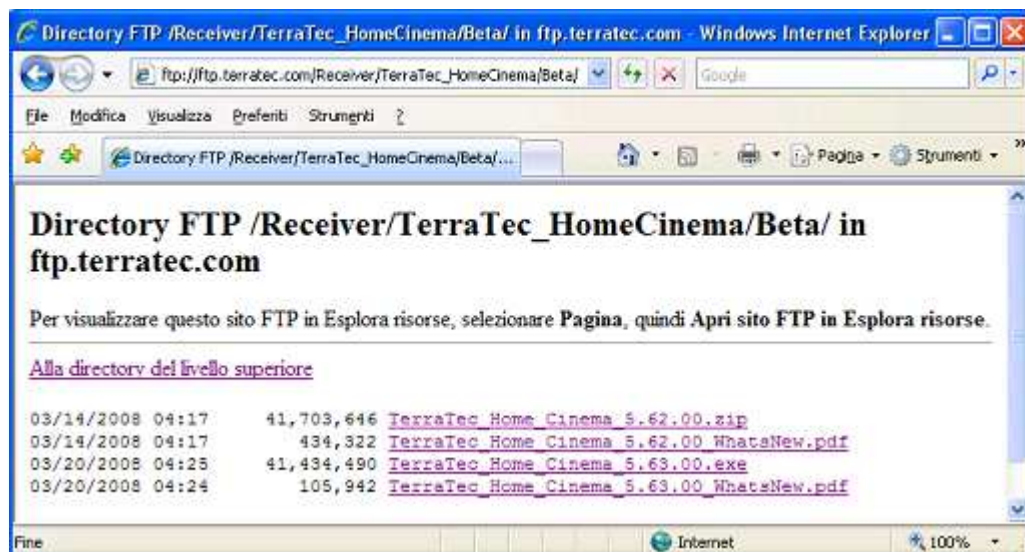 Directory FTP /Receiver/TerraTec_HomeCinema/Beta/ in ftp.terratec.com - Windows Internet Explorer
ftp://ftp.terratec.com/Receiver/TerraTec_HomeCinema/Beta/
Google
File Modifica Visualizza Preferiti Strumenti ?
Directory FTP /Receiver/TerraTec_HomeCinema/Beta/...
Pagina
Strumenti
Directory FTP /Receiver/TerraTec_HomeCinema/Beta/ in
ftp.terratec.com
Per visualizzare questo sito FTP in Esplora risorse, selezionare Pagina, quindi Apri sito FTP in Esplora risorse.
Alla directory del livello superiore
03/14/2008 04:17 41,703,646 TerraTec_Home_Cinema_5.62.00.zip
03/14/2008 04:17 434,322 TerraTec_Home_Cinema_5.62.00_WhatsNew.pdf
03/20/2008 04:25 41,434,490 TerraTec_Home_Cinema_5.63.00.exe
03/20/2008 04:24 105,942 TerraTec_Home_Cinema_5.63.00_WhatsNew.pdf
Fine
Internet
100%